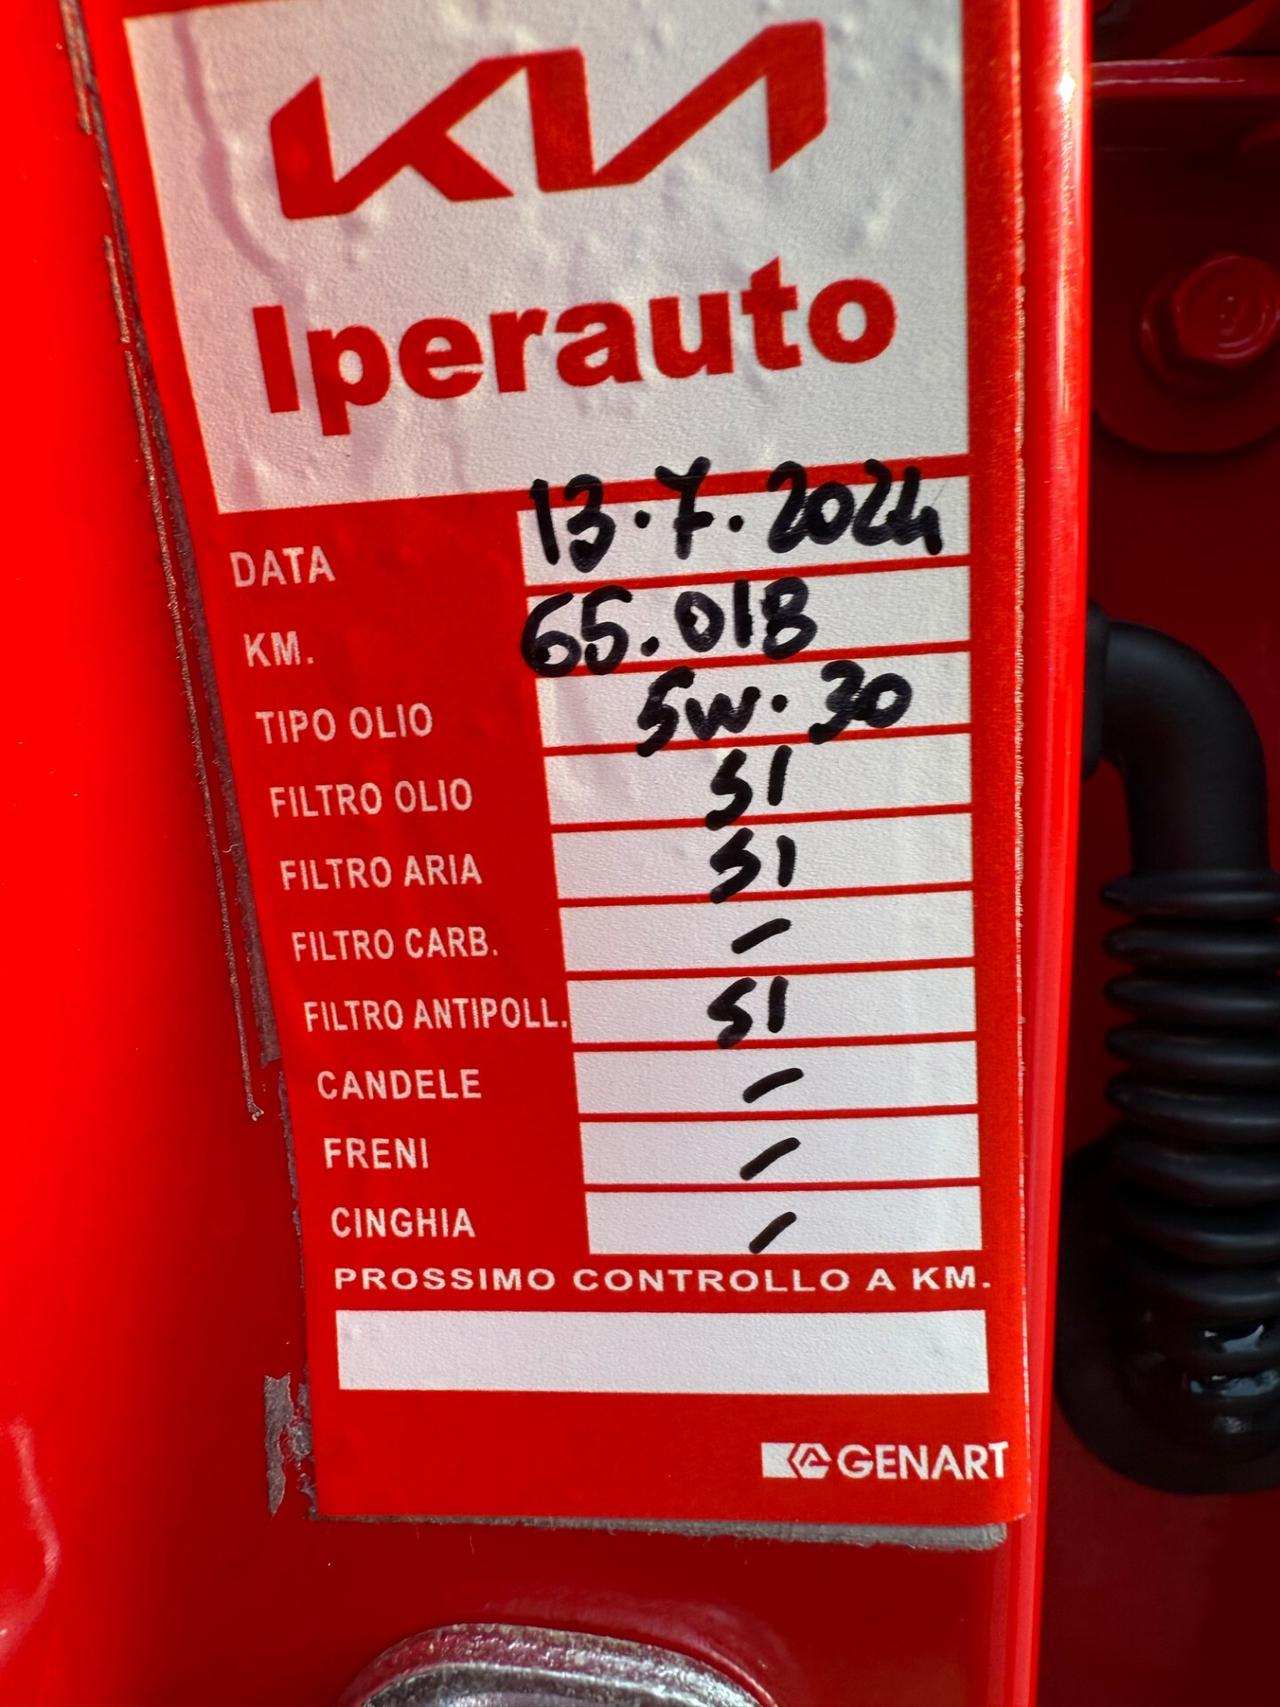 KIA
Iperauto
DATA 13.7.2024
KM. 65.018
TIPO OLIO 5W.30
FILTRO OLIO SI
FILTRO ARIA SI
FILTRO CARB. -
FILTRO ANTIPOLL. SI
CANDELE -
FRENI -
CINGHIA -
PROSSIMO CONTROLLO A KM.
GENART